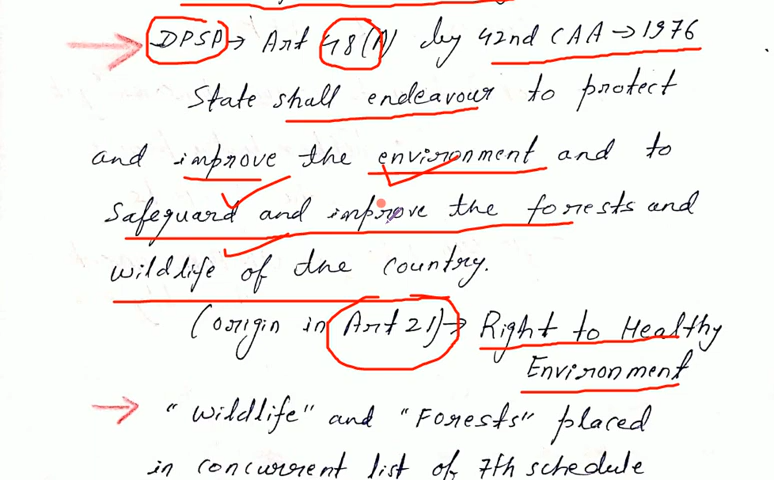 DPSP → Art 48(A) by 42nd CAA → 1976
State shall endeavour to protect
and improve the environment and to
safeguard and improve the forests and
wildlife of the country.
(origin in Art 21) → Right to Healthy
Environment
→ "Wildlife" and "Forests" placed
in concurrent list of 7th schedule